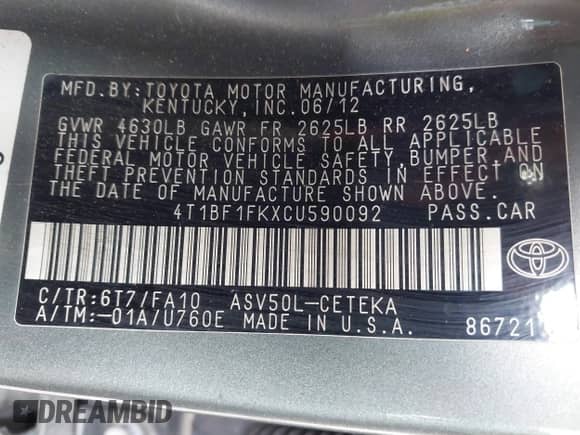 MFD.BY:TOYOTA MOTOR MANUFACTURING,
KENTUCKY,INC.06/12
GVWR 4630LB GAWR FR 2625LB RR 2625LB
THIS VEHICLE CONFORMS TO ALL APPLICABLE
FEDERAL MOTOR VEHICLE SAFETY,BUMPER,AND
THEFT PREVENTION STANDARDS IN EFFECT ON
THE DATE OF MANUFACTURE SHOWN ABOVE.
4T1BF1FKXCU590092 PASS.CAR
C/TR:6T7/FA10 ASV50L-CETEKA
A/TM:-01A/U760E MADE IN U.S.A. 86721
DREAMBID